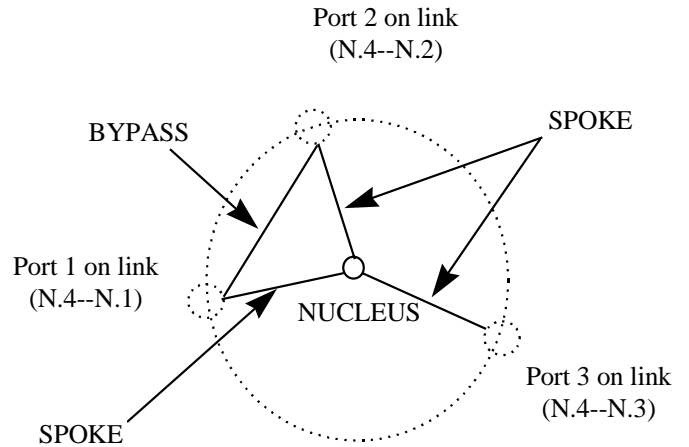 Port 2 on link
(N.4--N.2)
BYPASS
SPOKE
Port 1 on link
(N.4--N.1)
NUCLEUS
Port 3 on link
(N.4--N.3)
SPOKE